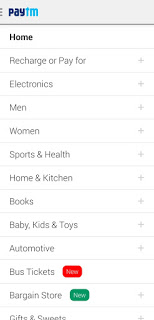 paytm
Home
Recharge or Pay for
Electronics
Men
Women
Sports & Health
Home & Kitchen
Books
Baby, Kids & Toys
Automotive
Bus Tickets New
Bargain Store New
Gifts & Sweets